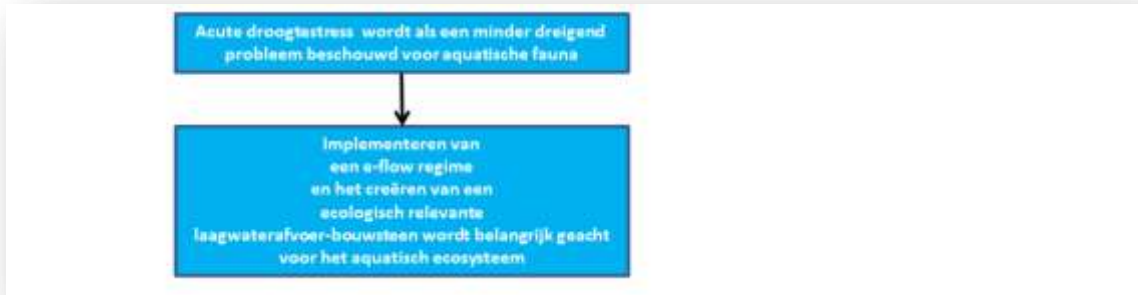 Acute droogtestress wordt als een minder dreigend
probleem beschouwd voor aquatische fauna
Implementeren van
een e-flow regime
en het creëren van een
ecologisch relevante
laagwaterafvoer-bouwsteen wordt belangrijk geacht
voor het aquatisch ecosysteem